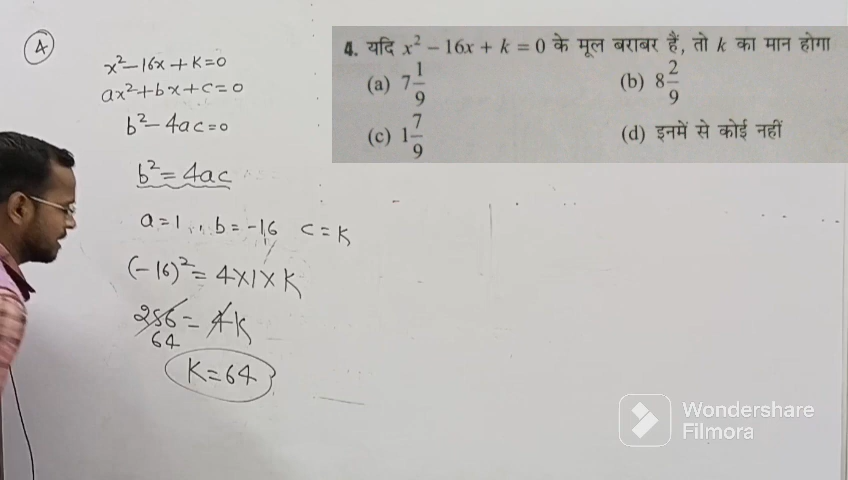 4
x²-16x+K=0
ax²+bx+c=0
b²-4ac=0
b²=4ac
a=1, b=-16 c=K
(-16)²=4×1×K
256=4K
64
K=64
4. यदि x² − 16x + k = 0 के मूल बराबर हैं, तो k का मान होगा
(a) 7 1/9 (b) 8 2/9
(c) 1 7/9 (d) इनमें से कोई नहीं
Wondershare
Filmora